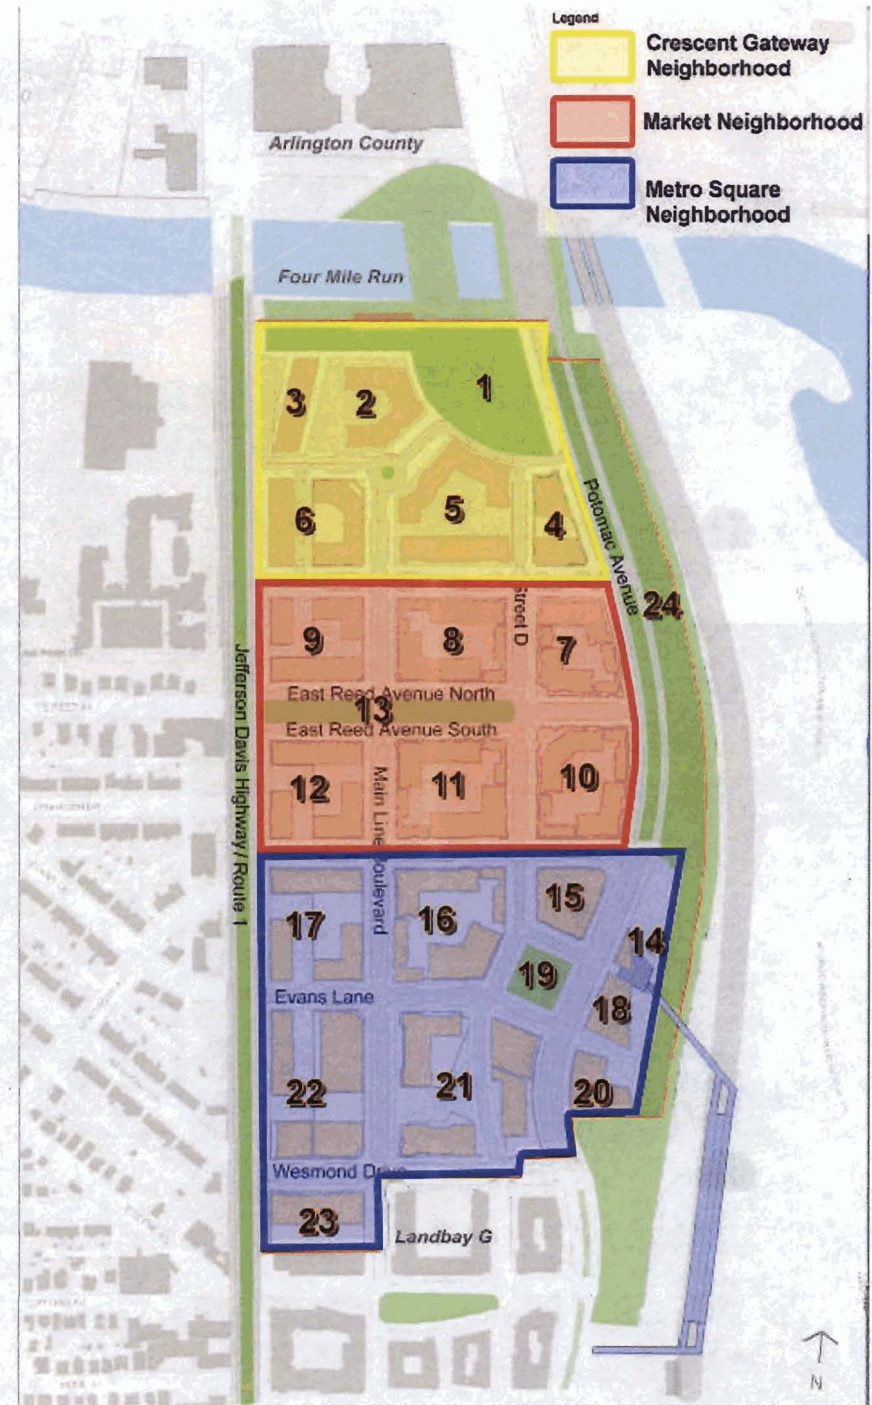 Legend
Crescent Gateway
Neighborhood
Market Neighborhood
Metro Square
Neighborhood
Arlington County
Four Mile Run
1
2
3
4
5
6
Potomac Avenue
24
Street D
9
8
7
East Reed Avenue North
13
East Reed Avenue South
12
11
10
Jefferson Davis Highway / Route 1
Main Line Boulevard
17
16
15
14
19
18
Evans Lane
22
21
20
Wesmond Drive
23
Landbay G
N